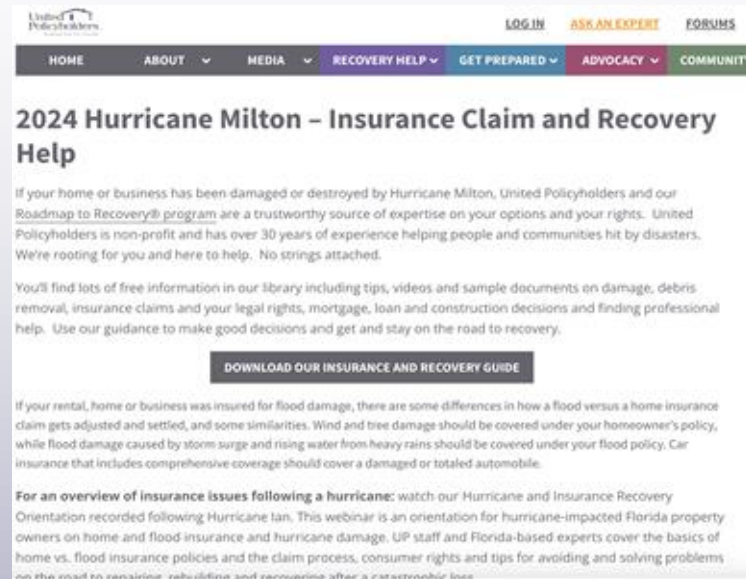 United
Policyholders
LOG IN ASK AN EXPERT FORUMS
HOME ABOUT MEDIA RECOVERY HELP GET PREPARED ADVOCACY COMMUNIT
2024 Hurricane Milton – Insurance Claim and Recovery
Help
If your home or business has been damaged or destroyed by Hurricane Milton, United Policyholders and our
Roadmap to Recovery® program are a trustworthy source of expertise on your options and your rights. United
Policyholders is non-profit and has over 30 years of experience helping people and communities hit by disasters.
We're rooting for you and here to help. No strings attached.
You'll find lots of free information in our library including tips, videos and sample documents on damage, debris
removal, insurance claims and your legal rights, mortgage, loan and construction decisions and finding professional
help. Use our guidance to make good decisions and get and stay on the road to recovery.
DOWNLOAD OUR INSURANCE AND RECOVERY GUIDE
If your rental, home or business was insured for flood damage, there are some differences in how a flood versus a home insurance
claim gets adjusted and settled, and some similarities. Wind and tree damage should be covered under your homeowner's policy,
while flood damage caused by storm surge and rising water from heavy rains should be covered under your flood policy. Car
insurance that includes comprehensive coverage should cover a damaged or totaled automobile.
For an overview of insurance issues following a hurricane: watch our Hurricane and Insurance Recovery
Orientation recorded following Hurricane Ian. This webinar is an orientation for hurricane-impacted Florida property
owners on home and flood insurance and hurricane damage. UP staff and Florida-based experts cover the basics of
home vs. flood insurance policies and the claim process, consumer rights and tips for avoiding and solving problems
on the road to repairing, rebuilding and recovering after a catastrophic loss.